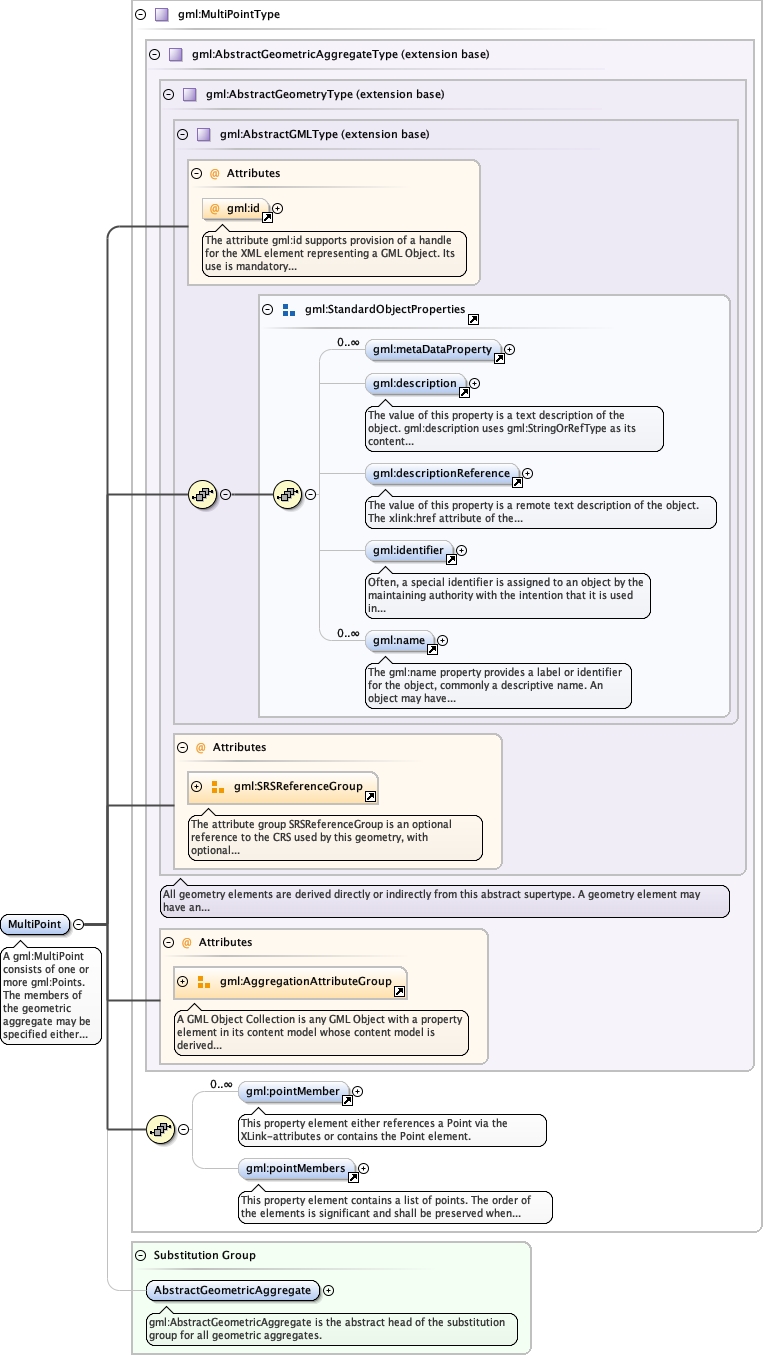 gml:MultiPointType
gml:AbstractGeometricAggregateType (extension base)
gml:AbstractGeometryType (extension base)
gml:AbstractGMLType (extension base)
@ Attributes
@ gml:id
The attribute gml:id supports provision of a handle
for the XML element representing a GML Object. Its
use is mandatory...
gml:StandardObjectProperties
0..∞
gml:metaDataProperty
gml:description
The value of this property is a text description of the
object. gml:description uses gml:StringOrRefType as its
content...
gml:descriptionReference
The value of this property is a remote text description of the object.
The xlink:href attribute of the...
gml:identifier
Often, a special identifier is assigned to an object by the
maintaining authority with the intention that it is used
in...
0..∞
gml:name
The gml:name property provides a label or identifier
for the object, commonly a descriptive name. An
object may have...
@ Attributes
gml:SRSReferenceGroup
The attribute group SRSReferenceGroup is an optional
reference to the CRS used by this geometry, with
optional...
All geometry elements are derived directly or indirectly from this abstract supertype. A geometry element may
have an...
MultiPoint
A gml:MultiPoint
consists of one or
more gml:Points.
The members of
the geometric
aggregate may be
specified either...
@ Attributes
gml:AggregationAttributeGroup
A GML Object Collection is any GML Object with a property
element in its content model whose content model is
derived...
0..∞
gml:pointMember
This property element either references a Point via the
XLink-attributes or contains the Point element.
gml:pointMembers
This property element contains a list of points. The order of
the elements is significant and shall be preserved when...
Substitution Group
AbstractGeometricAggregate
gml:AbstractGeometricAggregate is the abstract head of the substitution
group for all geometric aggregates.